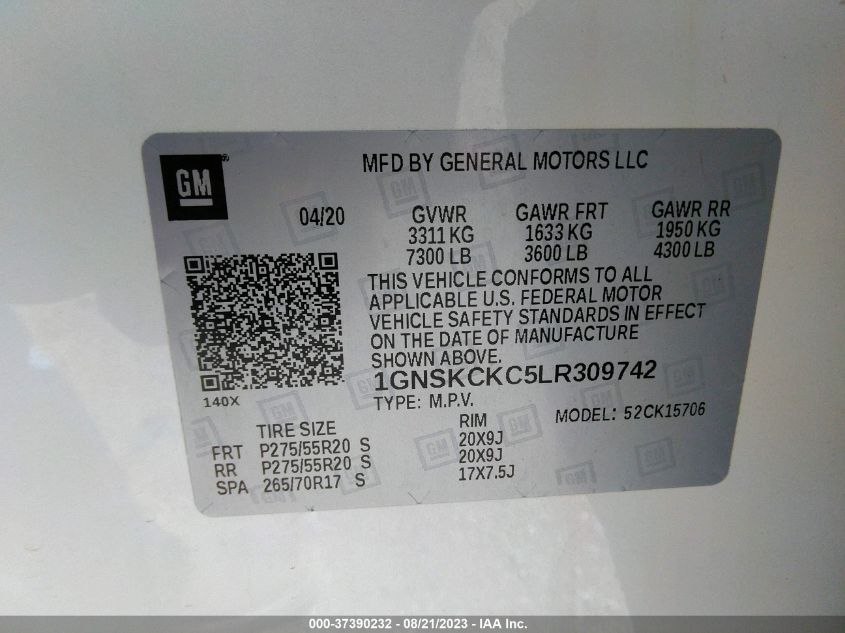 GM ®
MFD BY GENERAL MOTORS LLC
04/20
GVWR GAWR FRT GAWR RR
3311 KG 1633 KG 1950 KG
7300 LB 3600 LB 4300 LB
THIS VEHICLE CONFORMS TO ALL
APPLICABLE U.S. FEDERAL MOTOR
VEHICLE SAFETY STANDARDS IN EFFECT
ON THE DATE OF MANUFACTURE
SHOWN ABOVE.
140X
1GNSKCKC5LR309742
TYPE: M.P.V.
MODEL: 52CK15706
TIRE SIZE RIM
FRT P275/55R20 S 20X9J
RR P275/55R20 S 20X9J
SPA 265/70R17 S 17X7.5J
000-37390232 - 08/21/2023 - IAA Inc.